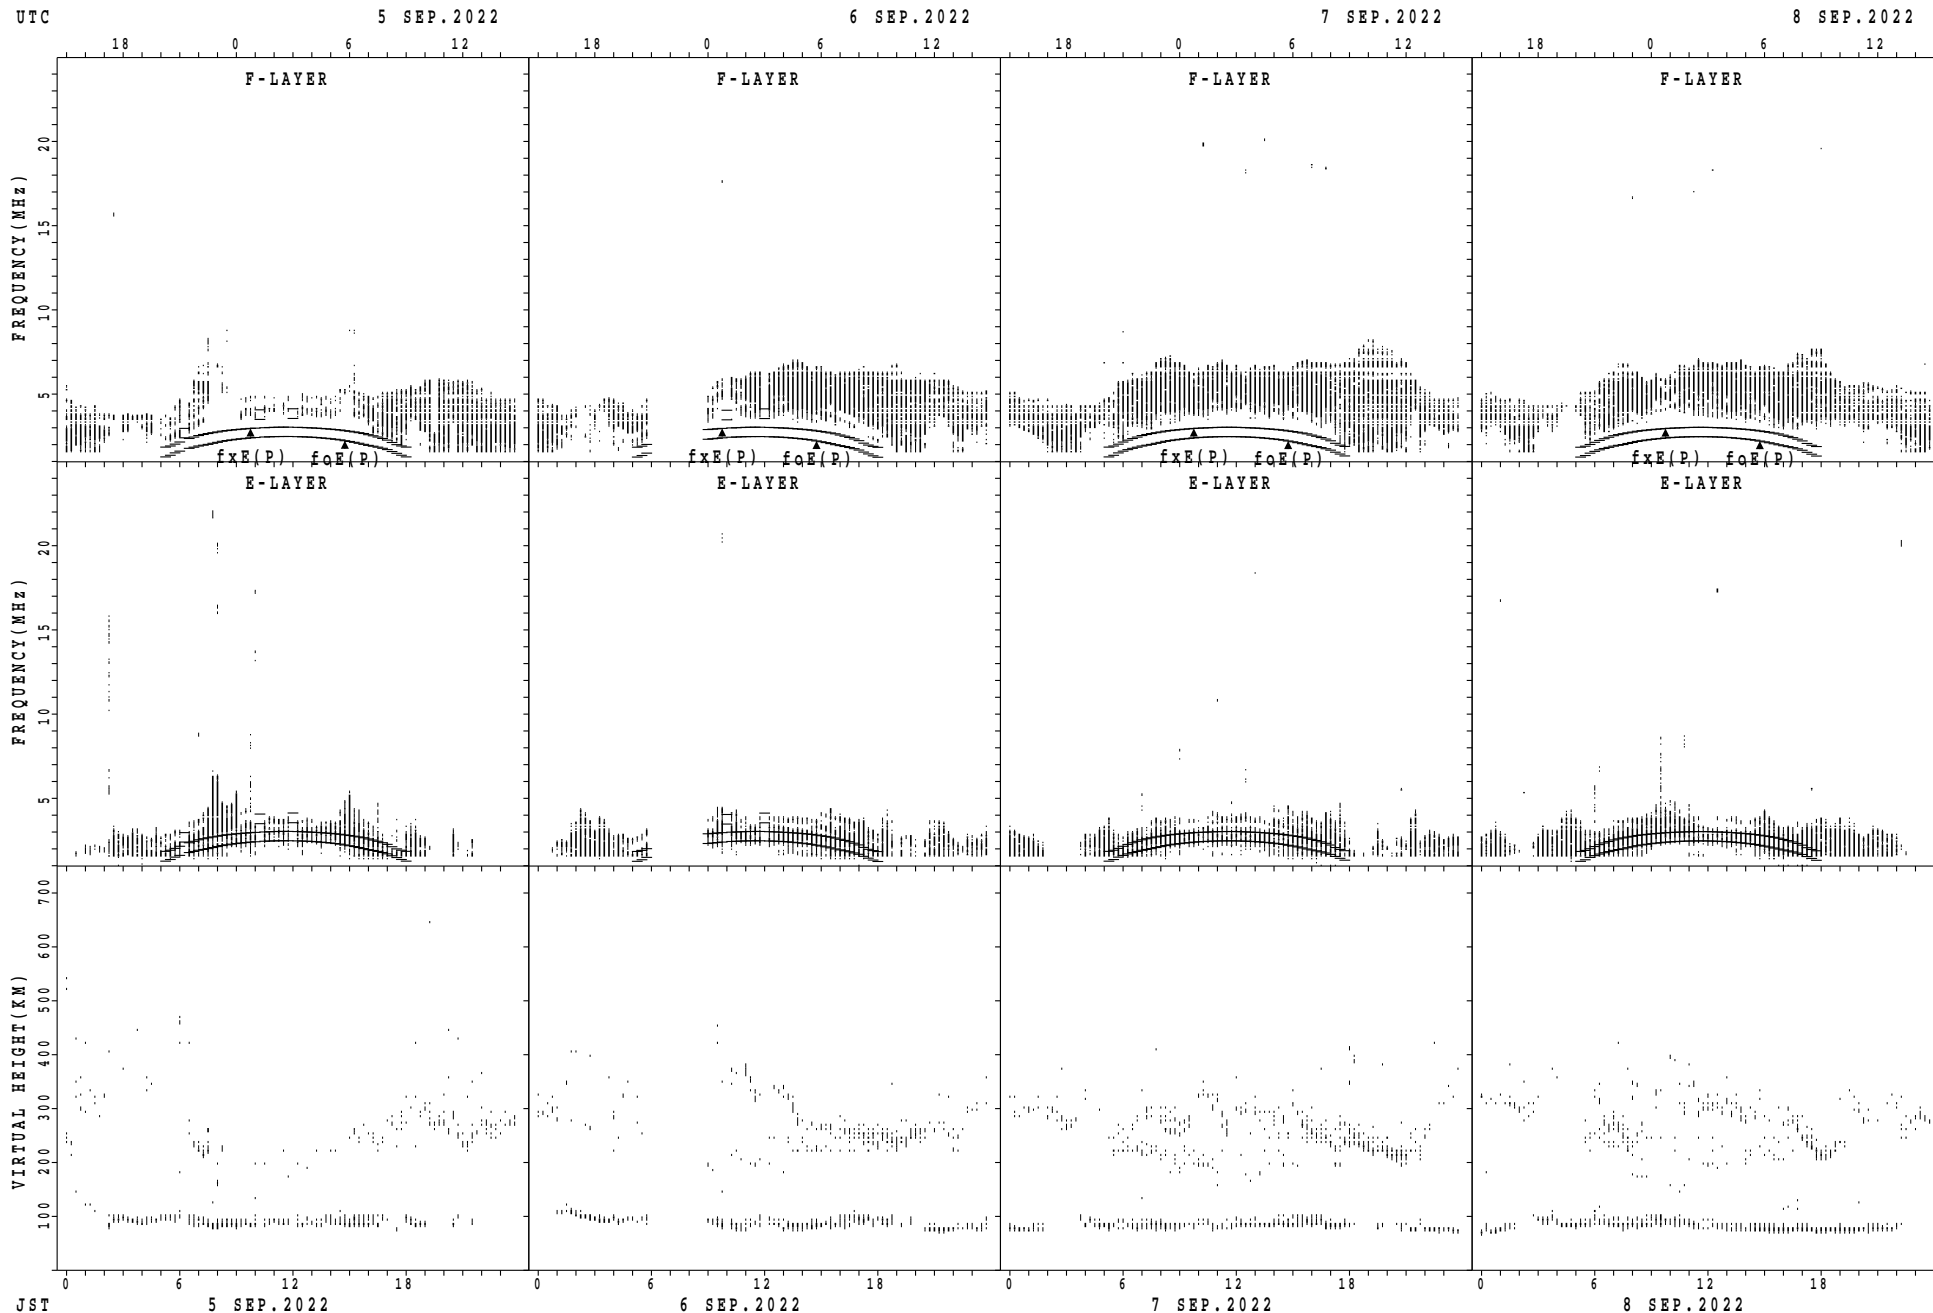 UTC 5 SEP.2022 6 SEP.2022 7 SEP.2022 8 SEP.2022
18 0 6 12 18 0 6 12 18 0 6 12 18 0 6 12
F-LAYER F-LAYER F-LAYER F-LAYER
FREQUENCY(MHz)
20
15
10
5
fxE(P) foE(P) fxE(P) foE(P) fxE(P) foE(P) fxE(P) foE(P)
E-LAYER E-LAYER E-LAYER E-LAYER
FREQUENCY(MHz)
20
15
10
5
VIRTUAL HEIGHT(KM)
700
600
500
400
300
200
100
0 6 12 18 0 6 12 18 0 6 12 18 0 6 12 18
JST 5 SEP.2022 6 SEP.2022 7 SEP.2022 8 SEP.2022